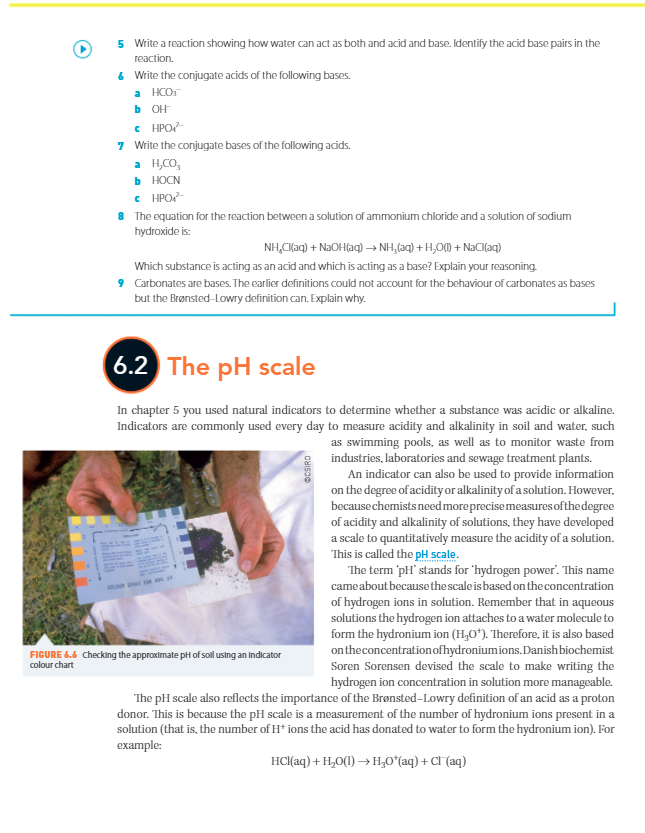 5 Write a reaction showing how water can act as both and acid and base. Identify the acid base pairs in the
reaction.
6 Write the conjugate acids of the following bases.
a HCO₃⁻
b OH⁻
c HPO₄²⁻
7 Write the conjugate bases of the following acids.
a H₂CO₃
b HOCN
c HPO₄²⁻
8 The equation for the reaction between a solution of ammonium chloride and a solution of sodium
hydroxide is:
NH₄Cl(aq) + NaOH(aq) → NH₃(aq) + H₂O(l) + NaCl(aq)
Which substance is acting as an acid and which is acting as a base? Explain your reasoning.
9 Carbonates are bases. The earlier definitions could not account for the behaviour of carbonates as bases
but the Brønsted–Lowry definition can. Explain why.
6.2 The pH scale
In chapter 5 you used natural indicators to determine whether a substance was acidic or alkaline.
Indicators are commonly used every day to measure acidity and alkalinity in soil and water, such
as swimming pools, as well as to monitor waste from
industries, laboratories and sewage treatment plants.
An indicator can also be used to provide information
on the degree of acidity or alkalinity of a solution. However,
because chemists need more precise measures of the degree
of acidity and alkalinity of solutions, they have developed
a scale to quantitatively measure the acidity of a solution.
This is called the pH scale.
The term 'pH' stands for 'hydrogen power'. This name
came about because the scale is based on the concentration
of hydrogen ions in solution. Remember that in aqueous
solutions the hydrogen ion attaches to a water molecule to
form the hydronium ion (H₃O⁺). Therefore, it is also based
on the concentration of hydronium ions. Danish biochemist
Soren Sorensen devised the scale to make writing the
hydrogen ion concentration in solution more manageable.
©CSIRO
COLOUR CHART FOR SOIL pH
FIGURE 6.6 Checking the approximate pH of soil using an indicator
colour chart
The pH scale also reflects the importance of the Brønsted–Lowry definition of an acid as a proton
donor. This is because the pH scale is a measurement of the number of hydronium ions present in a
solution (that is, the number of H⁺ ions the acid has donated to water to form the hydronium ion). For
example:
HCl(aq) + H₂O(l) → H₃O⁺(aq) + Cl⁻(aq)